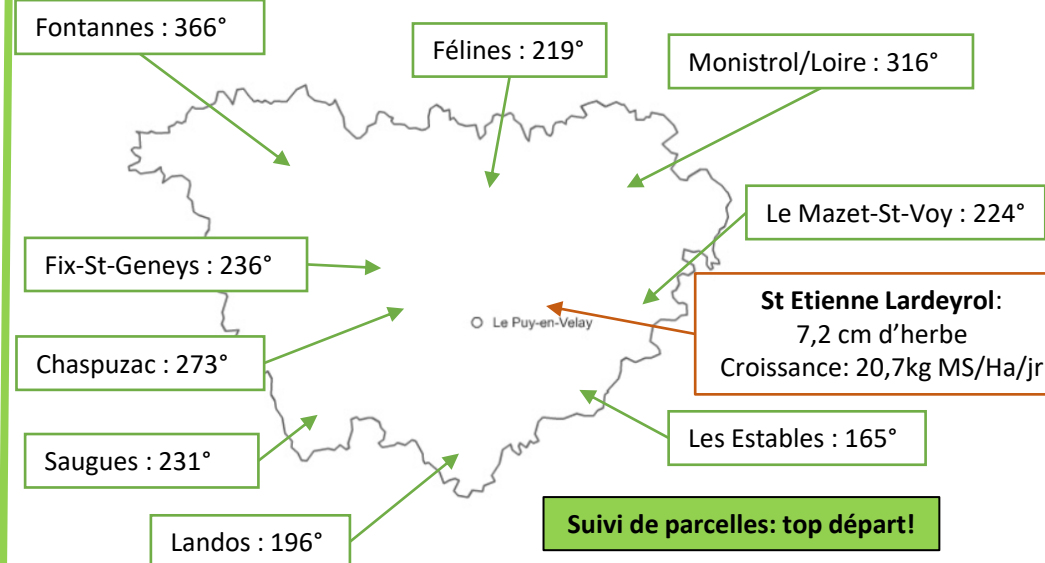 Fontannes : 366°
Félines : 219°
Monistrol/Loire : 316°
Le Mazet-St-Voy : 224°
Fix-St-Geneys : 236°
St Etienne Lardeyrol:
7,2 cm d’herbe
Croissance: 20,7kg MS/Ha/jr
Le Puy-en-Velay
Chaspuzac : 273°
Les Estables : 165°
Saugues : 231°
Suivi de parcelles: top départ!
Landos : 196°